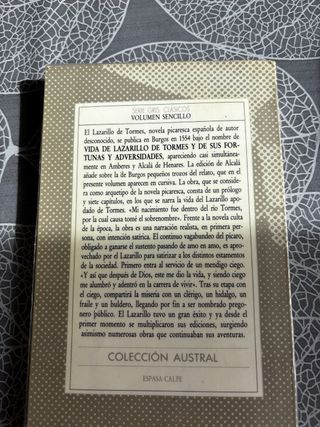 SERIE GRIS: CLÁSICOS
VOLUMEN SENCILLO
El Lazarillo de Tormes, novela picaresca española de autor
desconocido, se publica en Burgos en 1554 bajo el nombre de
VIDA DE LAZARILLO DE TORMES Y DE SUS FOR-
TUNAS Y ADVERSIDADES, apareciendo casi simultánea-
mente en Amberes y Alcalá de Henares. La edición de Alcalá
añade sobre la de Burgos pequeños trozos del relato, que en el
presente volumen aparecen en cursiva. La obra, que se conside-
ra como arquetipo de la novela picaresca, consta de un prólogo
y siete capítulos, en los que se narra la vida del Lazarillo apo-
dado de Tormes. «Mi nacimiento fue dentro del río Tormes,
por la cual causa tomé el sobrenombre». Frente a la novela culta
de la época, la obra es una narración realista, en primera perso-
na, con intención satírica. El continuo vagabundeo del pícaro,
obligado a ganarse el sustento pasando de amo en amo, es apro-
vechado por el Lazarillo para satirizar a los distintos estamentos
de la sociedad. Primero entra al servicio de un mendigo ciego.
«Y así que después de Dios, ente me dio la vida, y siendo ciego
me alumbró y adentró en la carrera de vivir». Tras su etapa con
el ciego, compartirá la miseria con un clérigo, un hidalgo, un
fraile y un buldero, llegando por fin a ser nombrado prego-
nero público. El Lazarillo tuvo un gran éxito y ya desde el
primer momento se multiplicaron sus ediciones, surgiendo
asimismo numerosas obras que continuaban sus aventuras.
COLECCIÓN AUSTRAL
ESPASA-CALPE